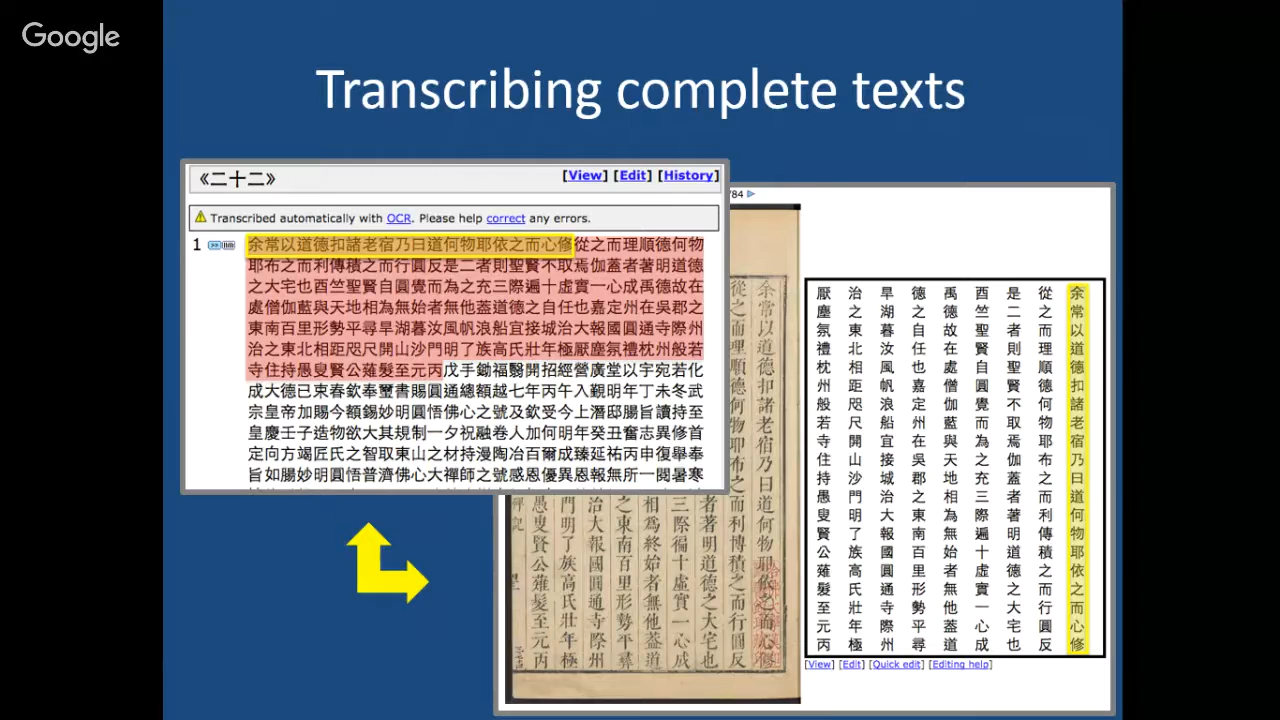 Google
Transcribing complete texts
《二十二》
[View] [Edit] [History]
Transcribed automatically with OCR. Please help correct any errors.
1
余常以道德扣諸老宿乃曰道何物耶依之而心修從之而理順德何物
耶布之而利傳積之而行圓反是二者則聖賢不取焉伽蓋者著明道德
之大宅也酉竺聖賢自圓覺而為之充三際遍十虛實一心成禹德故在
處僧伽藍與天地相為無始者無他蓋道德之自任也嘉定州在吳郡之
東南百里形勢平尋旱湖暮汝風帆浪船宜接城治大報國圓通寺際州
治之東北相距咫尺開山沙門明了族高氏壯年極厭塵氛禮枕州般若
寺住持愚叟賢公薙髮至元丙戊手鋤福翳開招經營廣堂以宇宛若化
成大德已東春欽奉璽書賜圓通總額越七年丙午入覲明年丁未冬武
宗皇帝加賜今額錫妙明圓悟佛心之號及欽受今上潛邸腸旨讀持至
皇慶壬子造物欲大其規制一夕祝融卷人加何明年癸丑奮志異修首
定向方竭匠氏之智取東山之材持漫陶冶百爾成臻延祐丙申復舉奉
旨如腸妙明圓悟普濟佛心大禪師之號感恩優異恩報無所一閱暑寒
/84
余常以道德扣諸老宿乃曰道何物耶依之而心修
從之而理順德何物耶布之而利傳積之而行圓反
是二者則賢德不焉伽蓋者著明道德之大宅也
酉竺聖賢圓覺而為之充三際遍十虛實一心成
禹德故在處僧伽藍與天地相為無始者無他蓋道
德之自任也嘉定州在吳郡之東南百里形勢平尋
旱湖暮汝風帆浪船宜接城治大報國圓通寺際州
治之東北相距咫尺開山沙門明了族高氏壯年極
厭塵氛禮枕州般若寺住持愚叟賢公薙髮至元丙
[View] [Edit] [Quick edit] [Editing help]